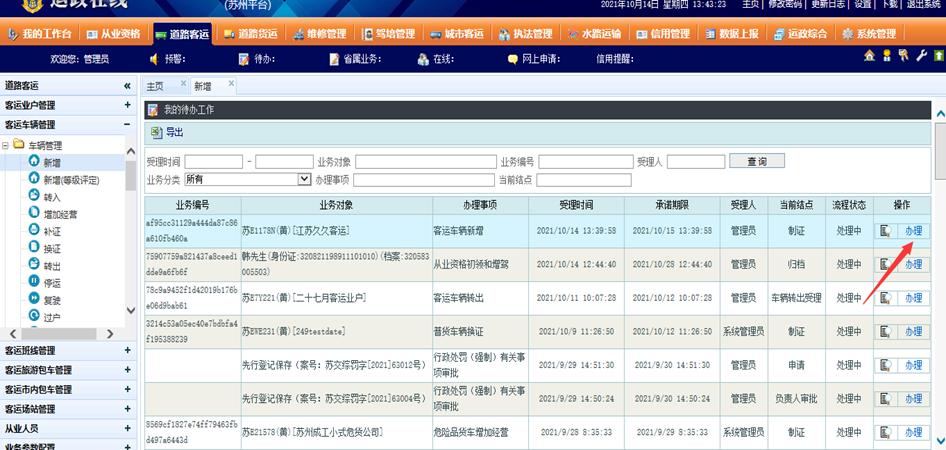 运政在线
(苏州平台)
2021年10月14日 星期四 13:43:23 主页| 修改密码| 更新日志| 设置| 下载| 退出系统
我的工作台 从业资格 道路客运 道路货运 维修管理 驾培管理 城市客运 执法管理 水路运输 信用管理 数据上报 运政综合 系统管理
欢迎您: 管理员 预警: 待办: 省属业务: 在线: 网上申请: 信用提醒:
道路客运
客运业户管理
客运车辆管理
车辆管理
新增
新增(等级评定)
转入
增加经营
补证
换证
转出
停运
复驶
过户
客运班线管理
客运旅游包车管理
客运市内包车管理
客运场站管理
从业人员
业务参数配置
主页 新增
我的待办工作
导出
受理时间 - 业务对象 业务编号 受理人 查 询
业务分类 所有 办理事项 当前结点
业务编号 业务对象 办理事项 受理时间 承诺期限 受理人 当前结点 流程状态 操作
af95cc31129a444da87c86
a610fb460a 苏E1178N(黄)[江苏久久客运] 客运车辆新增 2021/10/14 13:39:58 2021/10/15 13:39:58 管理员 制证 处理中 办理
75907759a821437a8ceed1
dde9a6fb6f 韩先生(身份证:320821198911101010)(档案:320583
005503) 从业资格初领和增驾 2021/10/14 12:44:40 2021/10/28 12:44:40 管理员 归档 处理中 办理
78c9a9452f1d42019b176b
e06d9bab61 苏E7Y221(黄)[二十七月客运业户] 客运车辆转出 2021/10/11 10:07:28 2021/10/12 10:07:28 管理员 车辆转出受理 处理中 办理
3214c53a05ec40e7bdbfa4
f195388239 苏EWE231(黄)[249testdate] 普货车辆换证 2021/10/9 11:26:50 2021/10/12 11:26:50 系统管理员 制证 处理中 办理
先行登记保存（案号: 苏交综罚字[2021]63012号） 行政处罚（强制）有关事
项审批 2021/9/29 14:51:30 2021/9/30 14:51:30 管理员 申请 处理中 办理
先行登记保存（案号: 苏交综罚字[2021]63004号） 行政处罚（强制）有关事
项审批 2021/9/29 14:50:24 2021/9/30 14:50:24 管理员 负责人审批 处理中 办理
8569cf1827e74ff79463fb
d497a6443d 苏E21578(黄)[苏州成工小式危货公司] 危险品货车增加经营 2021/9/28 8:35:33 2021/9/29 8:35:33 系统管理员 制证 处理中 办理